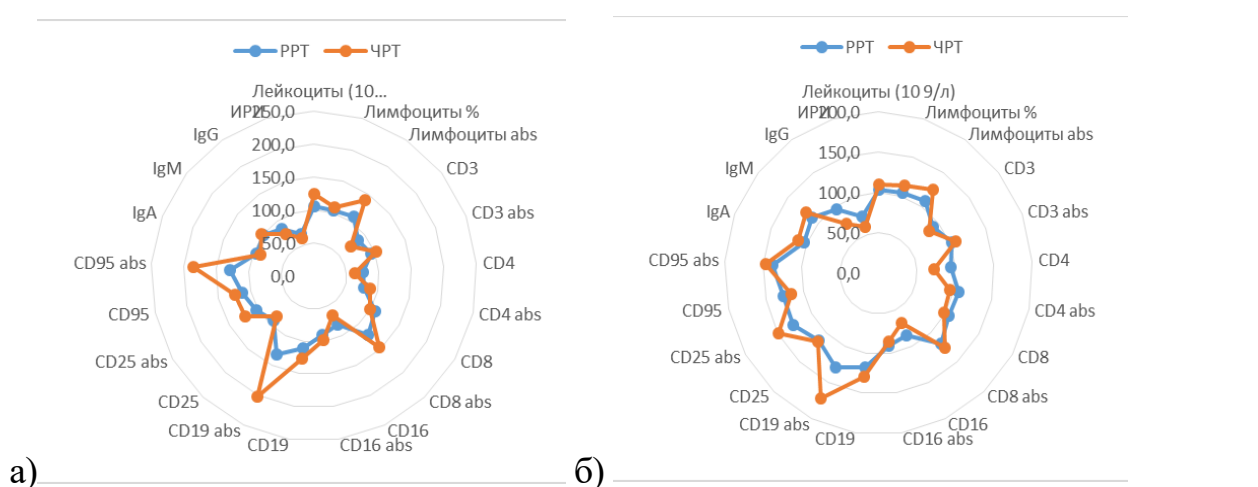 РРТ ЧРТ
Лейкоциты (10...
ИРИ
250,0
Лимфоциты %
IgG
200,0
Лимфоциты abs
IgM
150,0
CD3
IgA
100,0
CD3 abs
50,0
CD95 abs
0,0
CD4
CD95
CD4 abs
CD25 abs
CD8
CD25
CD8 abs
CD19 abs
CD16
CD19
CD16 abs
а)
РРТ ЧРТ
Лейкоциты (10 9/л)
ИРИ
200,0
Лимфоциты %
IgG
Лимфоциты abs
150,0
IgM
CD3
100,0
IgA
CD3 abs
50,0
CD95 abs
0,0
CD4
CD95
CD4 abs
CD25 abs
CD8
CD25
CD8 abs
CD19 abs
CD16
CD19
CD16 abs
б)